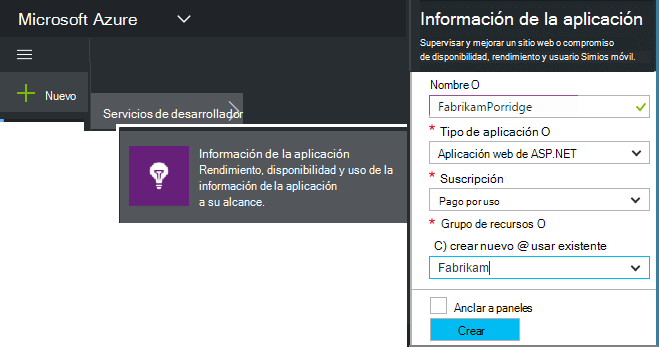 Microsoft Azure
Nuevo
Servicios de desarrollador
Información de la aplicación
Rendimiento, disponibilidad y uso de la
información de la aplicación
a su alcance.
Información de la aplicación
Supervisar y mejorar un sitio web o compromiso
de disponibilidad, rendimiento y usuario Simios móvil.
Nombre O
FabrikamPorridge
* Tipo de aplicación O
Aplicación web de ASP.NET
* Suscripción
Pago por uso
* Grupo de recursos O
C) crear nuevo @ usar existente
Fabrikam
Anclar a paneles
Crear